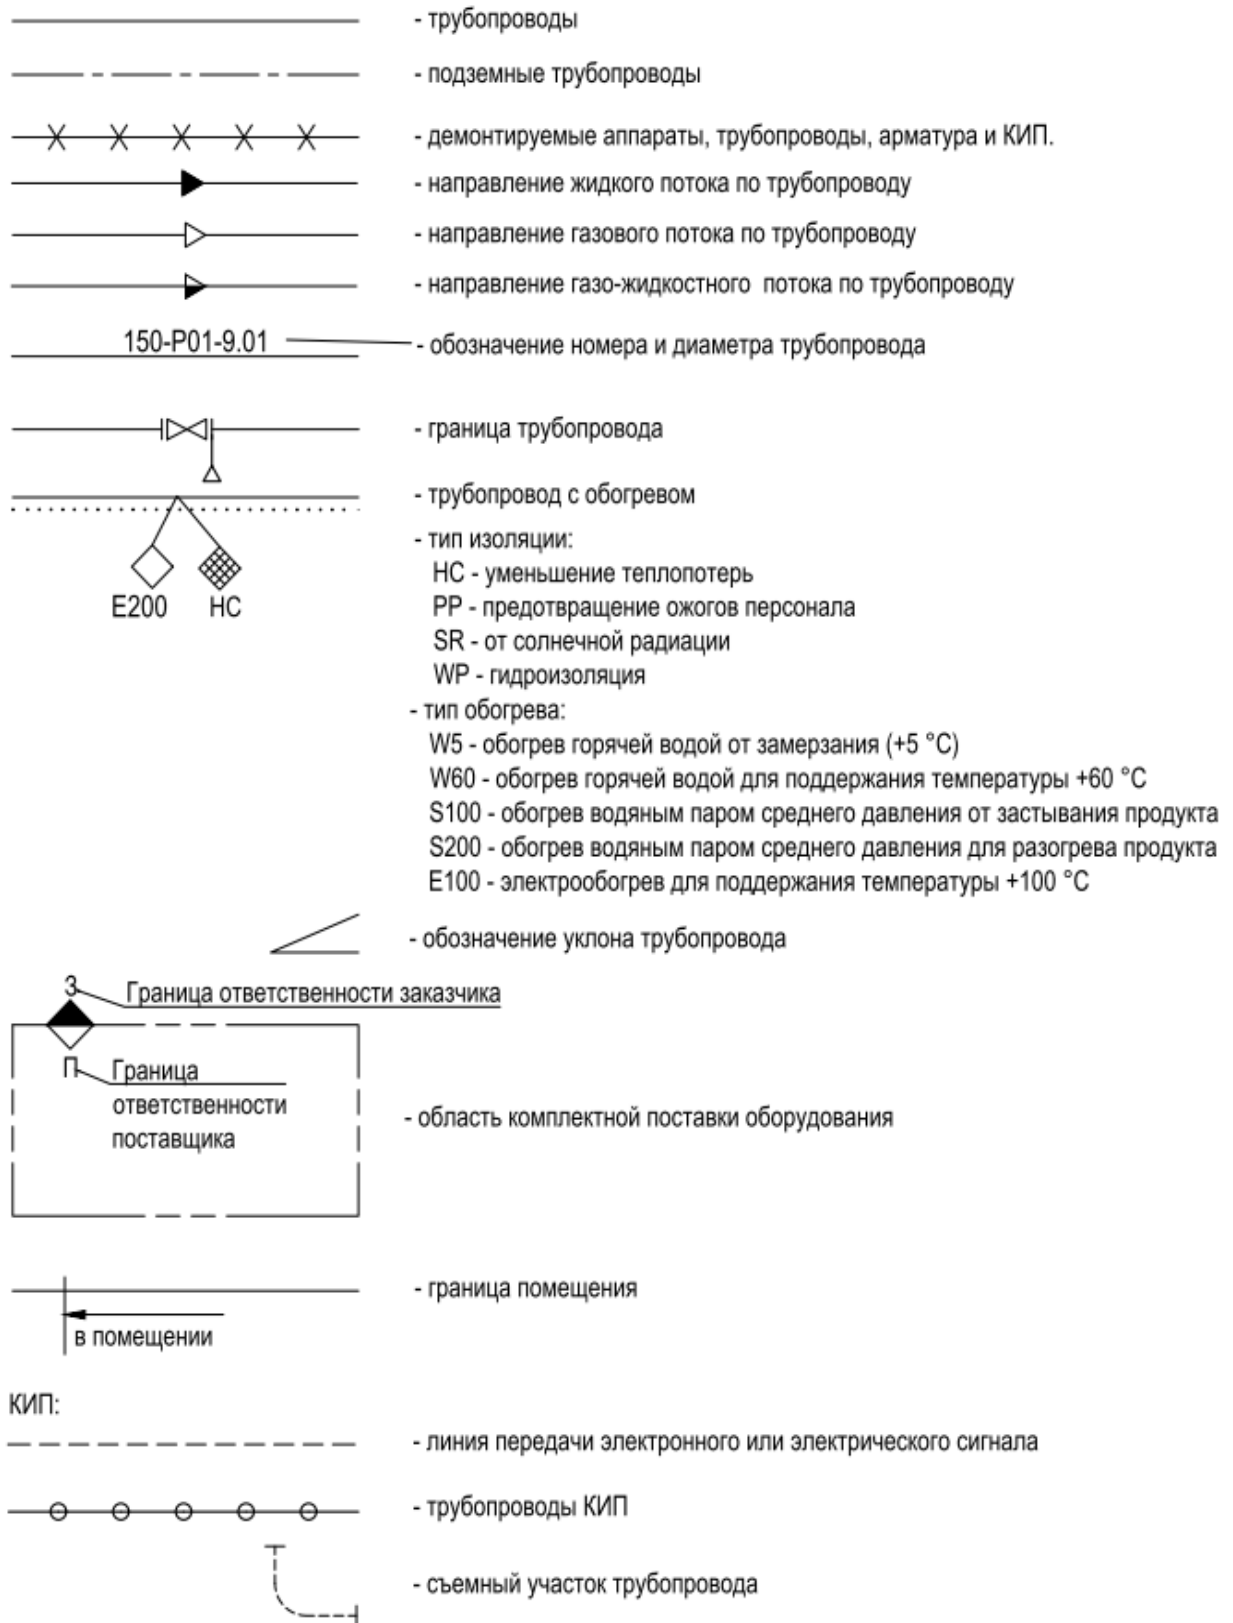 - трубопроводы
- подземные трубопроводы
- демонтируемые аппараты, трубопроводы, арматура и КИП.
- направление жидкого потока по трубопроводу
- направление газового потока по трубопроводу
- направление газо-жидкостного потока по трубопроводу
150-P01-9.01
- обозначение номера и диаметра трубопровода
- граница трубопровода
- трубопровод с обогревом
E200
HC
- тип изоляции:
HC - уменьшение теплопотерь
PP - предотвращение ожогов персонала
SR - от солнечной радиации
WP - гидроизоляция
- тип обогрева:
W5 - обогрев горячей водой от замерзания (+5 °C)
W60 - обогрев горячей водой для поддержания температуры +60 °C
S100 - обогрев водяным паром среднего давления от застывания продукта
S200 - обогрев водяным паром среднего давления для разогрева продукта
E100 - электрообогрев для поддержания температуры +100 °C
- обозначение уклона трубопровода
З
Граница ответственности заказчика
П
Граница
ответственности
поставщика
- область комплектной поставки оборудования
- граница помещения
в помещении
КИП:
- линия передачи электронного или электрического сигнала
- трубопроводы КИП
- съемный участок трубопровода